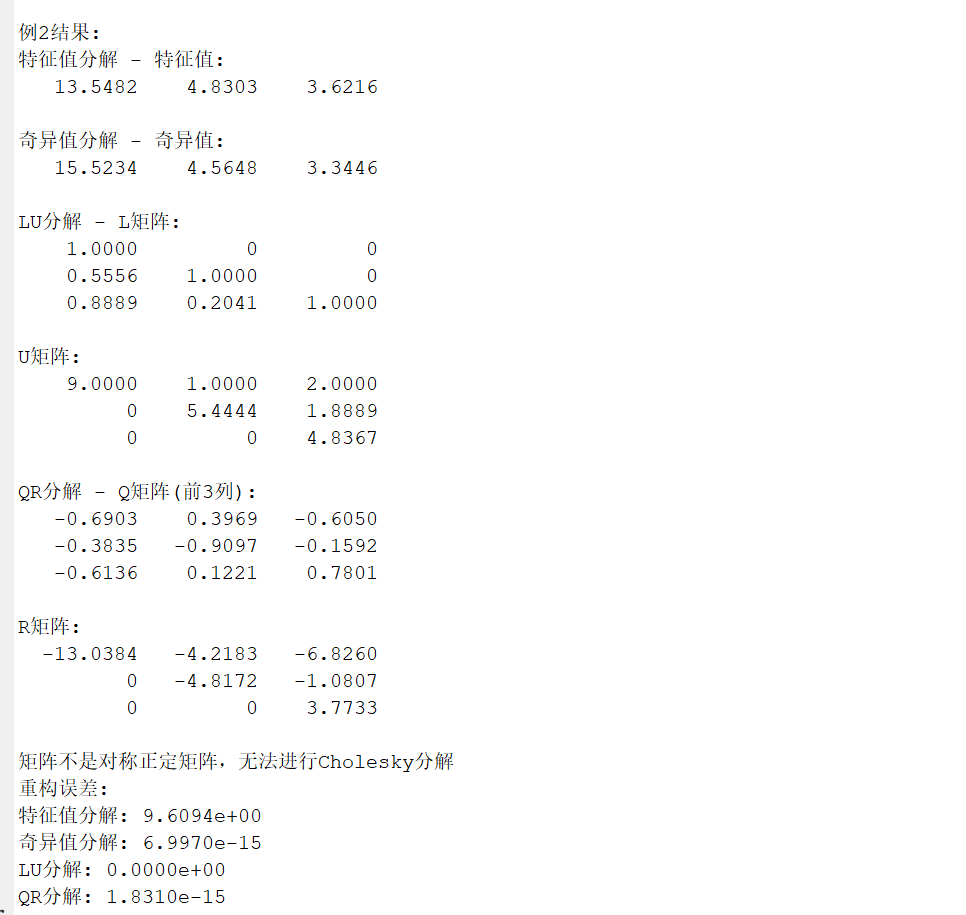 例2结果:
特征值分解 - 特征值:
13.5482 4.8303 3.6216
奇异值分解 - 奇异值:
15.5234 4.5648 3.3446
LU分解 - L矩阵:
1.0000 0 0
0.5556 1.0000 0
0.8889 0.2041 1.0000
U矩阵:
9.0000 1.0000 2.0000
0 5.4444 1.8889
0 0 4.8367
QR分解 - Q矩阵(前3列):
-0.6903 0.3969 -0.6050
-0.3835 -0.9097 -0.1592
-0.6136 0.1221 0.7801
R矩阵:
-13.0384 -4.2183 -6.8260
0 -4.8172 -1.0807
0 0 3.7733
矩阵不是对称正定矩阵，无法进行Cholesky分解
重构误差:
特征值分解: 9.6094e+00
奇异值分解: 6.9970e-15
LU分解: 0.0000e+00
QR分解: 1.8310e-15